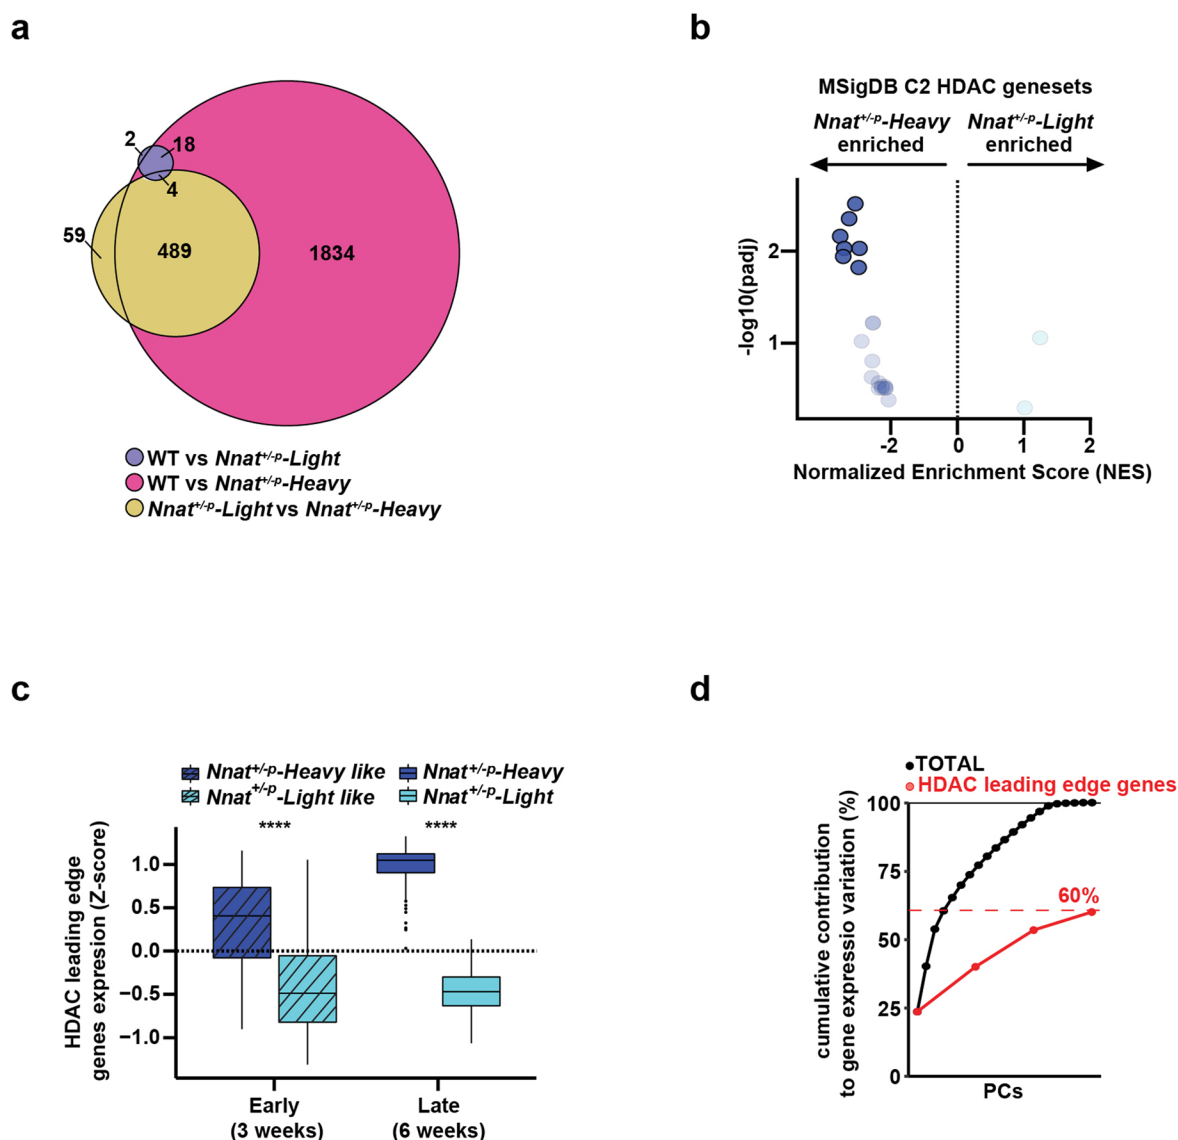 a
2
18
4
59
489
1834
WT vs Nnat+/-p-Light
WT vs Nnat+/-p-Heavy
Nnat+/-p-Light vs Nnat+/-p-Heavy
b
MSigDB C2 HDAC genesets
Nnat+/-p-Heavy enriched
Nnat+/-p-Light enriched
-log10(padj)
2
1
-2
0
1
2
Normalized Enrichment Score (NES)
c
Nnat+/-p-Heavy like
Nnat+/-p-Heavy
Nnat+/-p-Light like
Nnat+/-p-Light
****
****
HDAC leading edge
genes expression (Z-score)
1.0
0.5
0.0
−0.5
−1.0
Early
(3 weeks)
Late
(6 weeks)
d
TOTAL
HDAC leading edge genes
cumulative contribution
to gene expressio variation (%)
100
75
50
25
0
60%
PCs